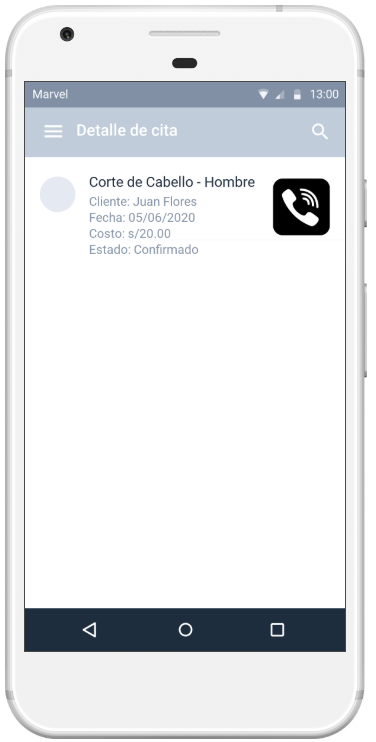 Marvel 13:00
Detalle de cita
Corte de Cabello - Hombre
Cliente: Juan Flores
Fecha: 05/06/2020
Costo: s/20.00
Estado: Confirmado